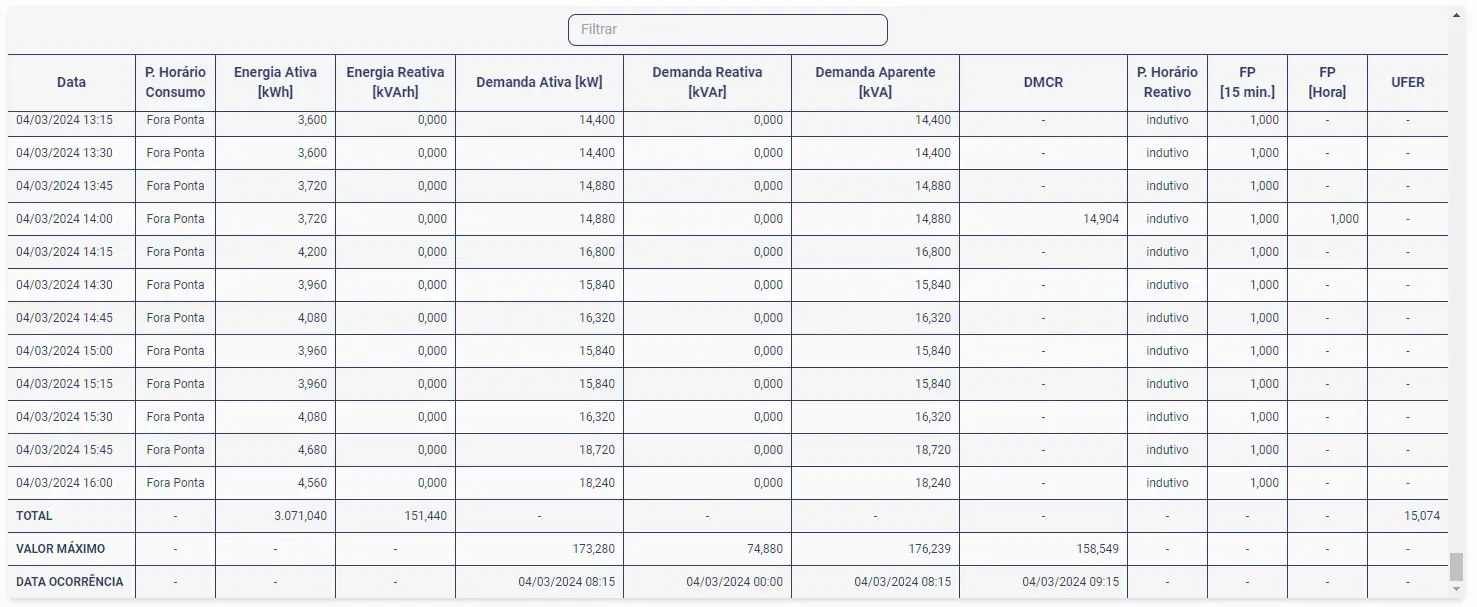 Filtrar
Data P. Horário Consumo Energia Ativa [kWh] Energia Reativa [kVArh] Demanda Ativa [kW] Demanda Reativa [kVAr] Demanda Aparente [kVA] DMCR P. Horário Reativo FP [15 min.] FP [Hora] UFER
04/03/2024 13:15 Fora Ponta 3,600 0,000 14,400 0,000 14,400 - indutivo 1,000 - -
04/03/2024 13:30 Fora Ponta 3,600 0,000 14,400 0,000 14,400 - indutivo 1,000 - -
04/03/2024 13:45 Fora Ponta 3,720 0,000 14,880 0,000 14,880 - indutivo 1,000 - -
04/03/2024 14:00 Fora Ponta 3,720 0,000 14,880 0,000 14,880 14,904 indutivo 1,000 1,000 -
04/03/2024 14:15 Fora Ponta 4,200 0,000 16,800 0,000 16,800 - indutivo 1,000 - -
04/03/2024 14:30 Fora Ponta 3,960 0,000 15,840 0,000 15,840 - indutivo 1,000 - -
04/03/2024 14:45 Fora Ponta 4,080 0,000 16,320 0,000 16,320 - indutivo 1,000 - -
04/03/2024 15:00 Fora Ponta 3,960 0,000 15,840 0,000 15,840 - indutivo 1,000 - -
04/03/2024 15:15 Fora Ponta 3,960 0,000 15,840 0,000 15,840 - indutivo 1,000 - -
04/03/2024 15:30 Fora Ponta 4,080 0,000 16,320 0,000 16,320 - indutivo 1,000 - -
04/03/2024 15:45 Fora Ponta 4,680 0,000 18,720 0,000 18,720 - indutivo 1,000 - -
04/03/2024 16:00 Fora Ponta 4,560 0,000 18,240 0,000 18,240 - indutivo 1,000 - -
TOTAL - 3.071,040 151,440 - - - - - - - 15,074
VALOR MÁXIMO - - - 173,280 74,880 176,239 158,549 - - - -
DATA OCORRÊNCIA - - - 04/03/2024 08:15 04/03/2024 00:00 04/03/2024 08:15 04/03/2024 09:15 - - - -